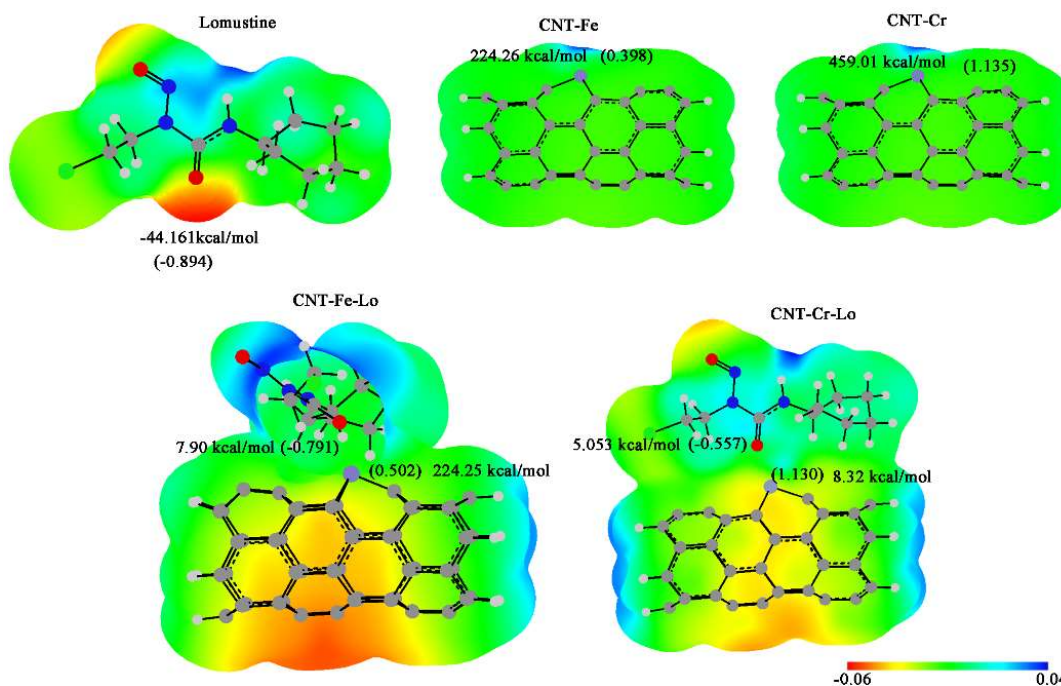 Lomustine
CNT-Fe
CNT-Cr
224.26 kcal/mol (0.398)
459.01 kcal/mol (1.135)
-44.161kcal/mol
(-0.894)
CNT-Fe-Lo
CNT-Cr-Lo
7.90 kcal/mol (-0.791)
(0.502) 224.25 kcal/mol
5.053 kcal/mol (-0.557)
(1.130) 8.32 kcal/mol
-0.06